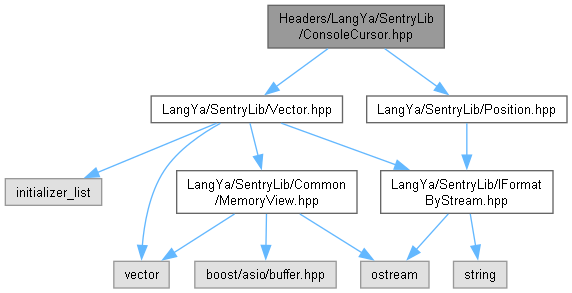 Headers/LangYa/SentryLib
/ConsoleCursor.hpp
LangYa/SentryLib/Vector.hpp
LangYa/SentryLib/Position.hpp
initializer_list
LangYa/SentryLib/Common
/MemoryView.hpp
LangYa/SentryLib/IFormat
ByStream.hpp
vector
boost/asio/buffer.hpp
ostream
string